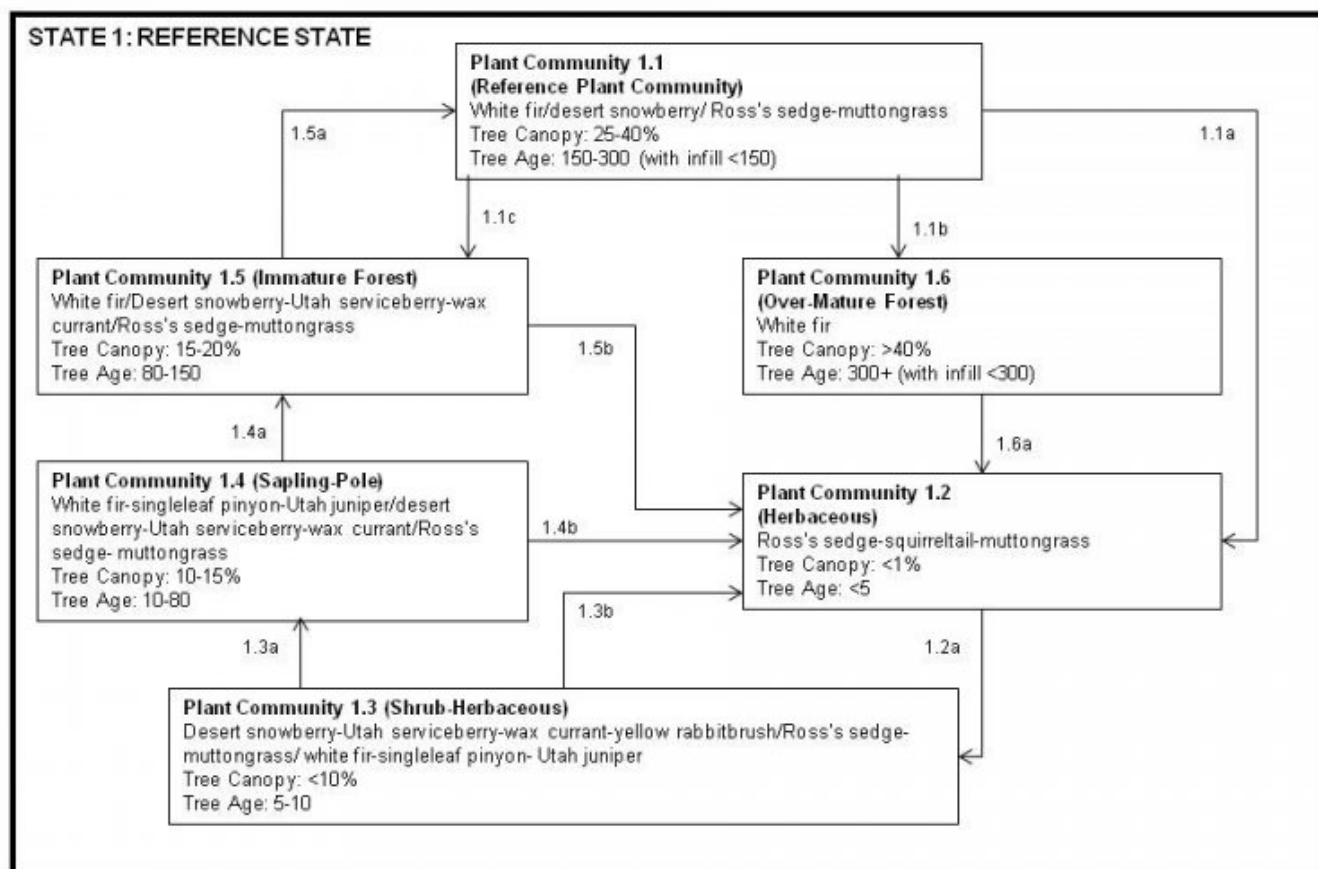 STATE 1: REFERENCE STATE
Plant Community 1.1
(Reference Plant Community)
White fir/desert snowberry/ Ross's sedge-muttongrass
Tree Canopy: 25-40%
Tree Age: 150-300 (with infill <150)
1.5a
1.1a
1.1c
1.1b
Plant Community 1.5 (Immature Forest)
White fir/Desert snowberry-Utah serviceberry-wax
currant/Ross's sedge-muttongrass
Tree Canopy: 15-20%
Tree Age: 80-150
Plant Community 1.6
(Over-Mature Forest)
White fir
Tree Canopy: >40%
Tree Age: 300+ (with infill <300)
1.5b
1.4a
1.6a
Plant Community 1.4 (Sapling-Pole)
White fir-singleleaf pinyon-Utah juniper/desert
snowberry-Utah serviceberry-wax currant/Ross's
sedge- muttongrass
Tree Canopy: 10-15%
Tree Age: 10-80
1.4b
Plant Community 1.2
(Herbaceous)
Ross's sedge-squirreltail-muttongrass
Tree Canopy: <1%
Tree Age: <5
1.3a
1.3b
1.2a
Plant Community 1.3 (Shrub-Herbaceous)
Desert snowberry-Utah serviceberry-wax currant-yellow rabbitbrush/Ross's sedge-
muttongrass/ white fir-singleleaf pinyon- Utah juniper
Tree Canopy: <10%
Tree Age: 5-10